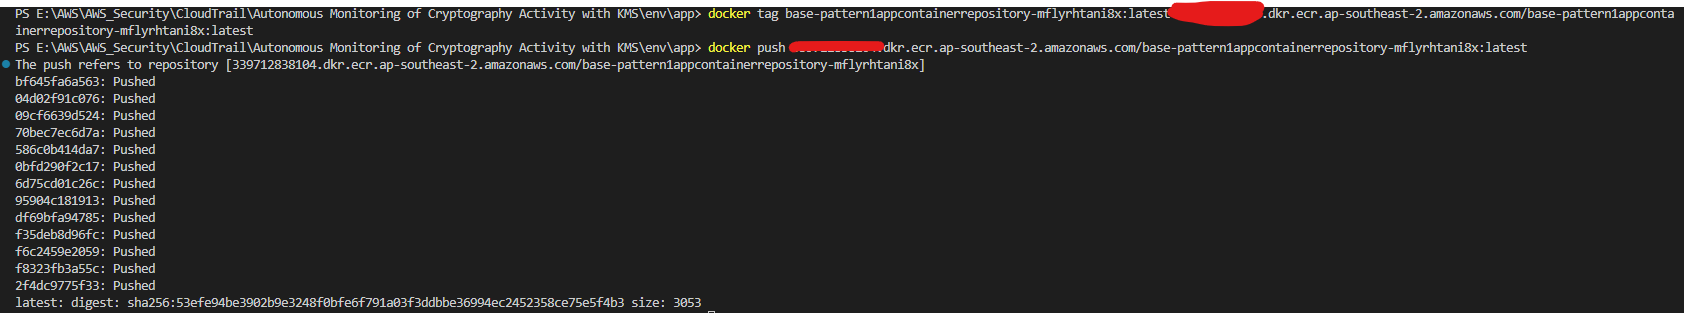 PS E:\AWS\AWS_Security\CloudTrail\Autonomous Monitoring of Cryptography Activity with KMS\env\app> docker tag base-pattern1appcontainerrepository-mflyrhtani8x:latest .dkr.ecr.ap-southeast-2.amazonaws.com/base-pattern1appconta
inerrepository-mflyrhtani8x:latest
PS E:\AWS\AWS_Security\CloudTrail\Autonomous Monitoring of Cryptography Activity with KMS\env\app> docker push .dkr.ecr.ap-southeast-2.amazonaws.com/base-pattern1appcontainerrepository-mflyrhtani8x:latest
The push refers to repository [339712838104.dkr.ecr.ap-southeast-2.amazonaws.com/base-pattern1appcontainerrepository-mflyrhtani8x]
bf645fa6a563: Pushed
04d02f91c076: Pushed
09cf6639d524: Pushed
70bec7ec6d7a: Pushed
586c0b414da7: Pushed
0bfd290f2c17: Pushed
6d75cd01c26c: Pushed
95904c181913: Pushed
df69bfa94785: Pushed
f35deb8d96fc: Pushed
f6c2459e2059: Pushed
f8323fb3a55c: Pushed
2f4dc9775f33: Pushed
latest: digest: sha256:53efe94be3902b9e3248f0bfe6f791a03f3ddbbe36994ec2452358ce75e5f4b3 size: 3053